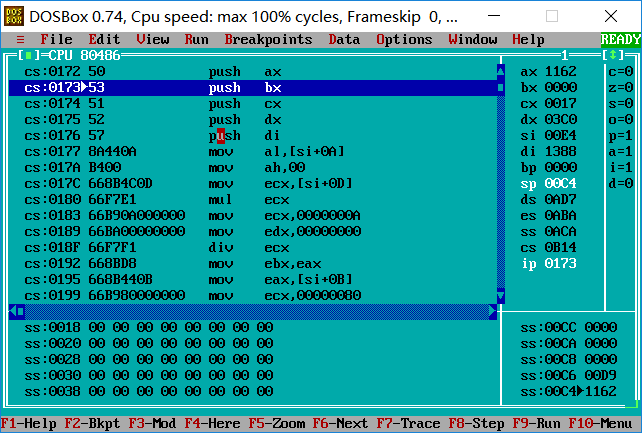 DOSBox 0.74, Cpu speed: max 100% cycles, Frameskip 0, ...
≡ File Edit View Run Breakpoints Data Options Window Help READY
[■]=CPU 80486 1 [↕]
cs:0172 50 push ax ax 1162 c=0
cs:0173►53 push bx bx 0000 z=0
cs:0174 51 push cx cx 0017 s=0
cs:0175 52 push dx dx 03C0 o=0
cs:0176 57 push di si 00E4 p=1
cs:0177 8A440A mov al,[si+0A] di 1388 a=1
cs:017A B400 mov ah,00 bp 0000 i=1
cs:017C 668B4C0D mov ecx,[si+0D] sp 00C4 d=0
cs:0180 66F7E1 mul ecx ds 0AD7
cs:0183 66B90A000000 mov ecx,0000000A es 0ABA
cs:0189 66BA00000000 mov edx,00000000 ss 0ACA
cs:018F 66F7F1 div ecx cs 0B14
cs:0192 668BD8 mov ebx,eax ip 0173
cs:0195 668B440B mov eax,[si+0B]
cs:0199 66B980000000 mov ecx,00000080
ss:0018 00 00 00 00 00 00 00 00 ss:00CC 0000
ss:0020 00 00 00 00 00 00 00 00 ss:00CA 0000
ss:0028 00 00 00 00 00 00 00 00 ss:00C8 0000
ss:0030 00 00 00 00 00 00 00 00 ss:00C6 00D9
ss:0038 00 00 00 00 00 00 00 00 ss:00C4►1162
F1-Help F2-Bkpt F3-Mod F4-Here F5-Zoom F6-Next F7-Trace F8-Step F9-Run F10-Menu